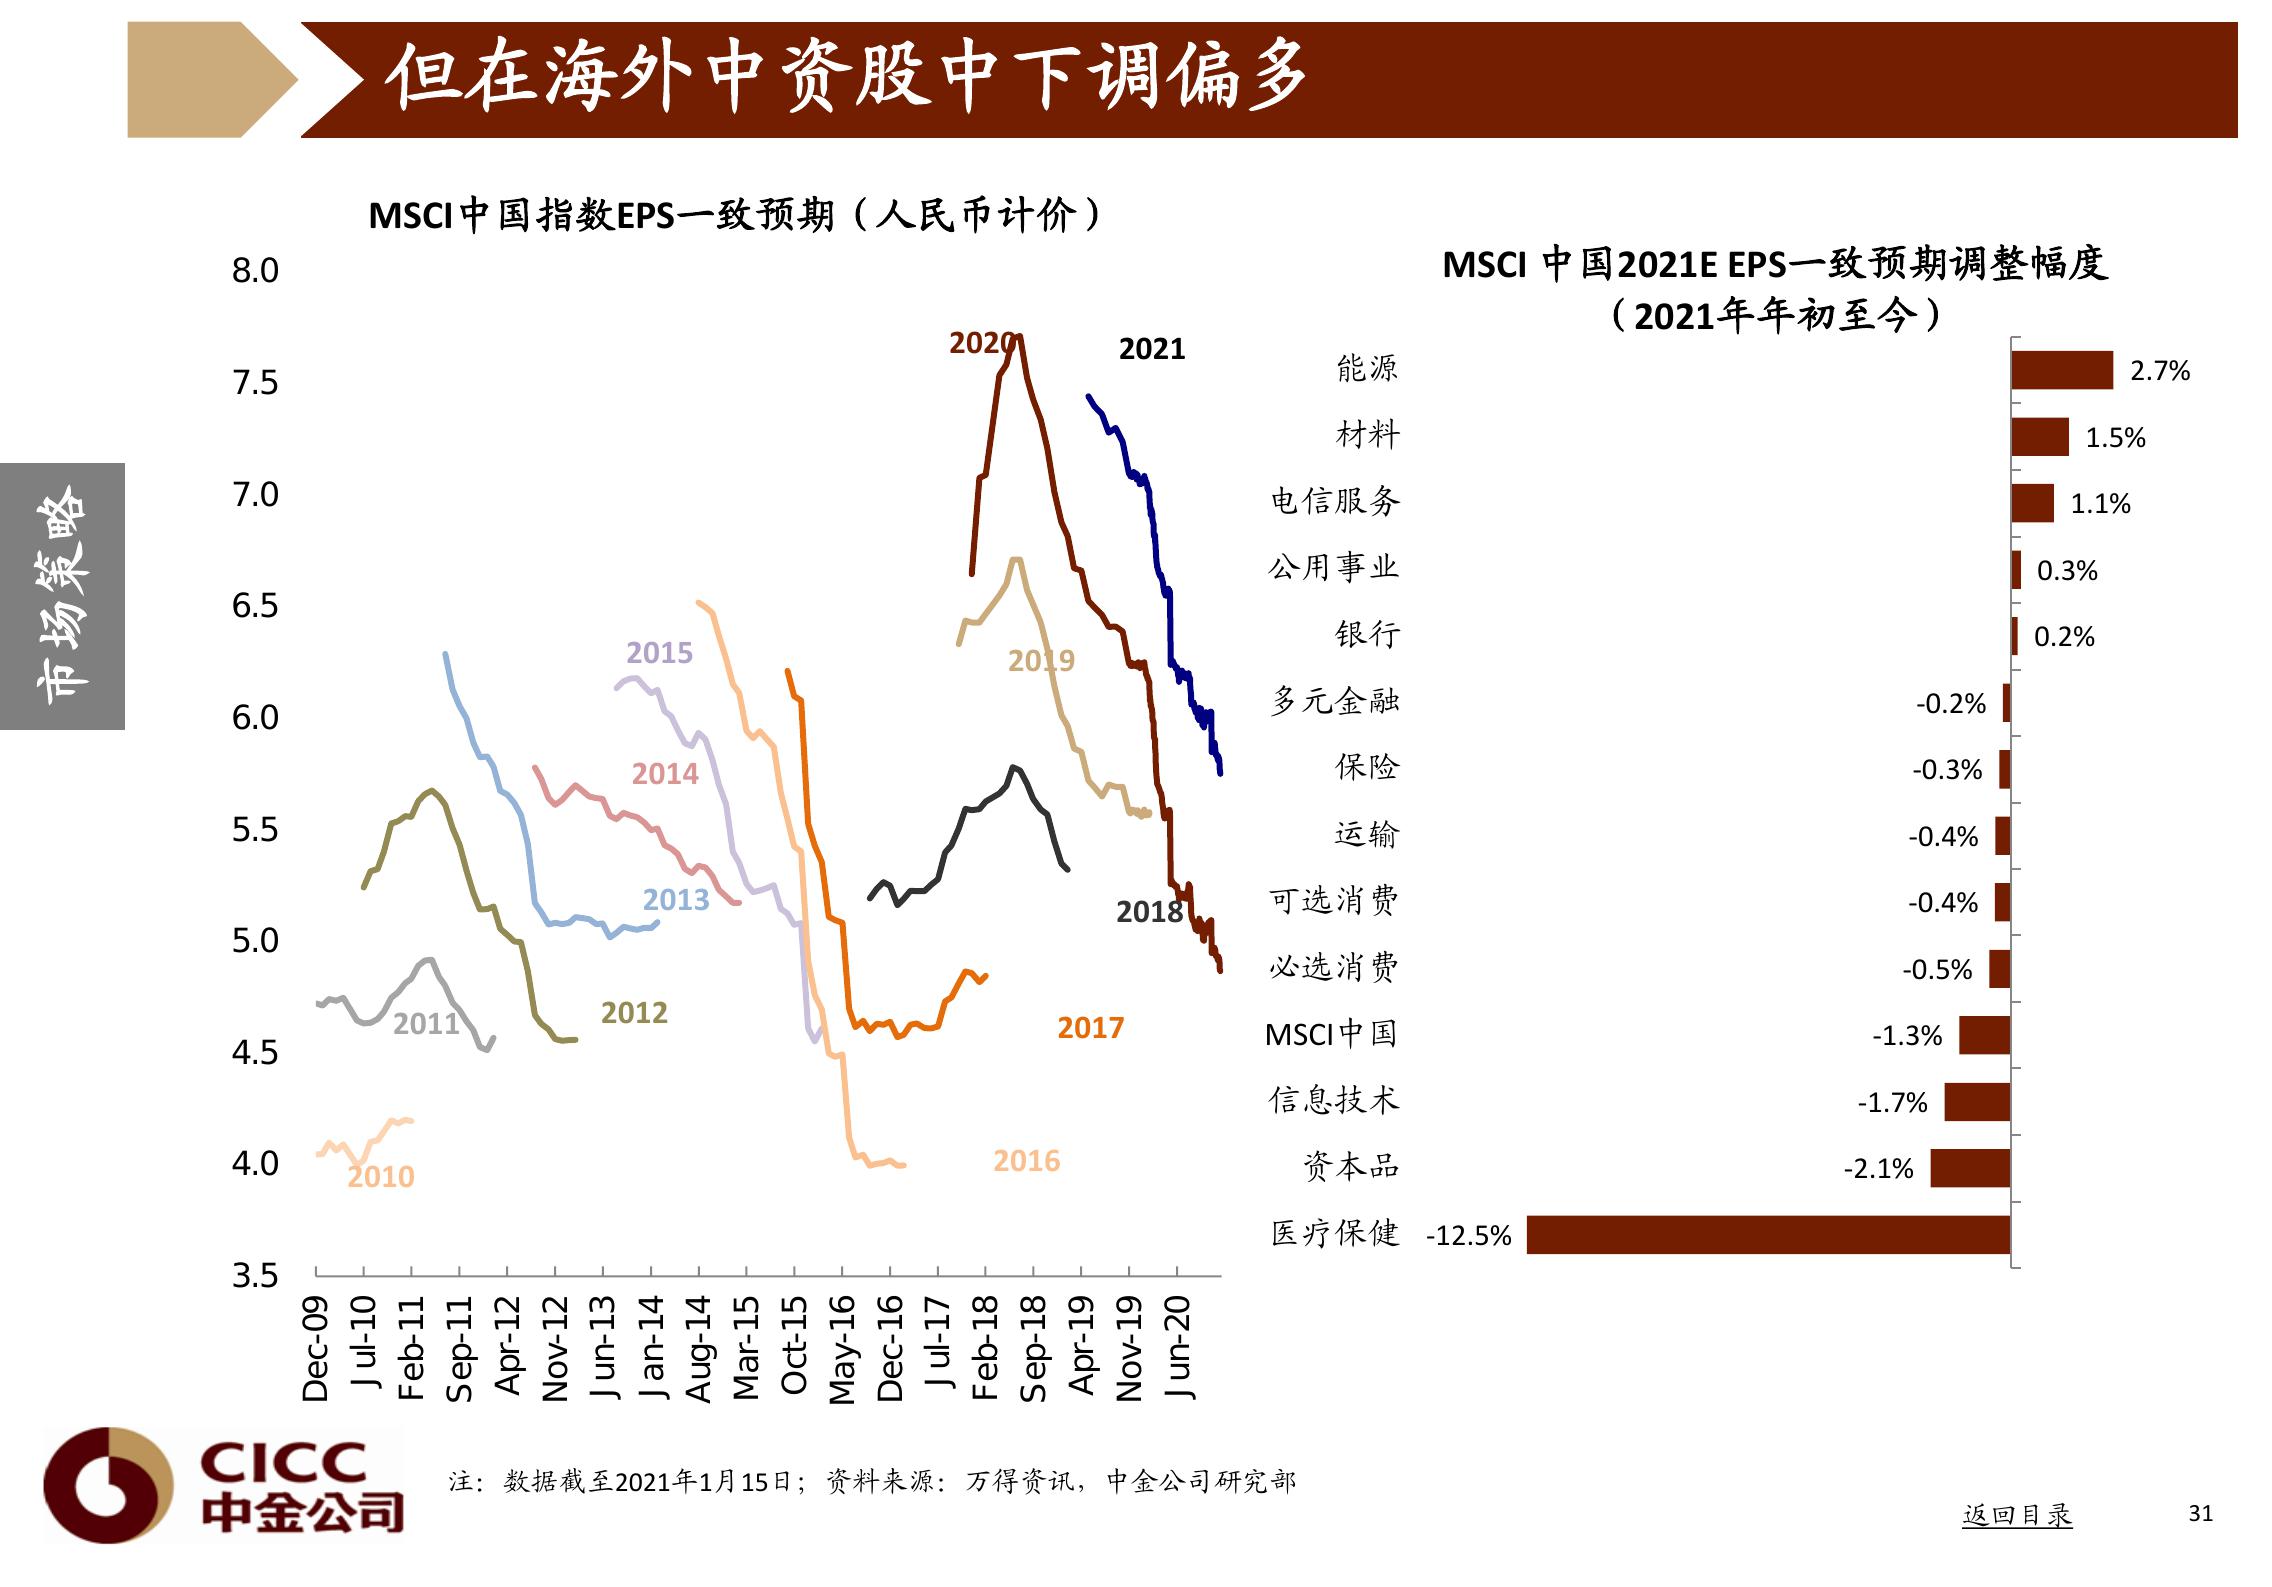 但在海外中资股中下调偏多
市场策略
MSCI中国指数EPS一致预期（人民币计价）
8.0
7.5
7.0
6.5
6.0
5.5
5.0
4.5
4.0
3.5
2020
2021
2015
2019
2014
2013
2018
2011
2012
2017
2010
2016
Dec-09
Jul-10
Feb-11
Sep-11
Apr-12
Nov-12
Jun-13
Jan-14
Aug-14
Mar-15
Oct-15
May-16
Dec-16
Jul-17
Feb-18
Sep-18
Apr-19
Nov-19
Jun-20
MSCI 中国2021E EPS一致预期调整幅度
（2021年年初至今）
能源 2.7%
材料 1.5%
电信服务 1.1%
公用事业 0.3%
银行 0.2%
多元金融 -0.2%
保险 -0.3%
运输 -0.4%
可选消费 -0.4%
必选消费 -0.5%
MSCI中国 -1.3%
信息技术 -1.7%
资本品 -2.1%
医疗保健 -12.5%
CICC
中金公司
注：数据截至2021年1月15日；资料来源：万得资讯，中金公司研究部
返回目录
31